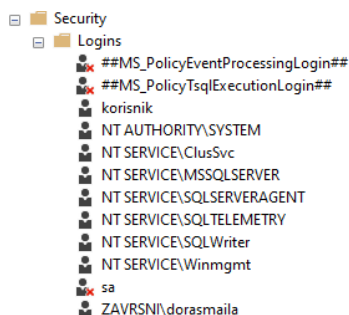 Security
Logins
##MS_PolicyEventProcessingLogin##
##MS_PolicyTsqlExecutionLogin##
korisnik
NT AUTHORITY\SYSTEM
NT SERVICE\ClusSvc
NT SERVICE\MSSQLSERVER
NT SERVICE\SQLSERVERAGENT
NT SERVICE\SQLTELEMETRY
NT SERVICE\SQLWriter
NT SERVICE\Winmgmt
sa
ZAVRSNI\dorasmaila